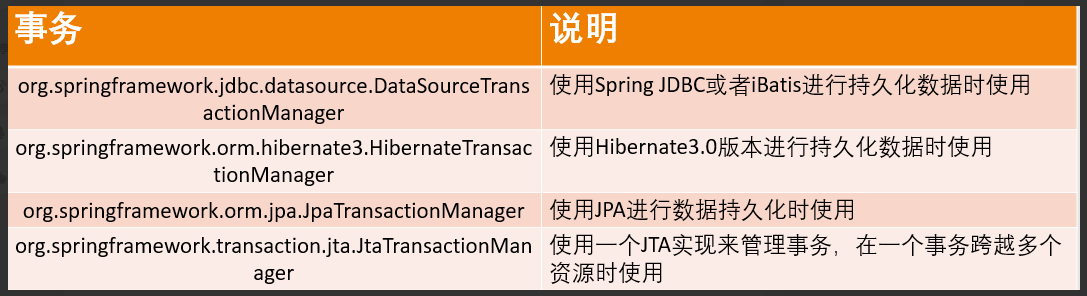 事务
说明
org.springframework.jdbc.datasource.DataSourceTrans
actionManager
使用Spring JDBC或者iBatis进行持久化数据时使用
org.springframework.orm.hibernate3.HibernateTransac
tionManager
使用Hibernate3.0版本进行持久化数据时使用
org.springframework.orm.jpa.JpaTransactionManager
使用JPA进行数据持久化时使用
org.springframework.transaction.jta.JtaTransactionMan
ager
使用一个JTA实现来管理事务，在一个事务跨越多个
资源时使用